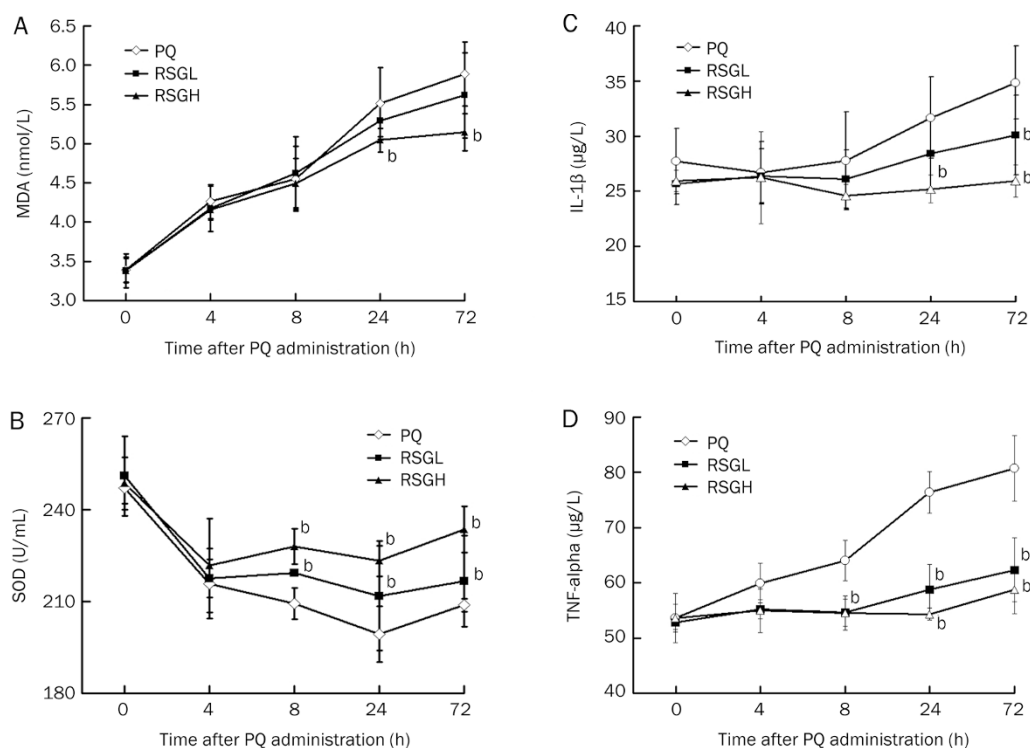 A
MDA (nmol/L)
6.5
6.0
5.5
5.0
4.5
4.0
3.5
3.0
PQ
RSGL
RSGH
b
b
0 4 8 24 72
Time after PQ administration (h)
C
IL-1β (μg/L)
40
35
30
25
20
15
PQ
RSGL
RSGH
b
b
b
0 4 8 24 72
Time after PQ administration (h)
B
SOD (U/mL)
270
240
210
180
PQ
RSGL
RSGH
b
b
b
b
b
b
0 4 8 24 72
Time after PQ administration (h)
D
TNF-alpha (μg/L)
90
80
70
60
50
40
PQ
RSGL
RSGH
b
b
b
b
b
0 4 8 24 72
Time after PQ administration (h)